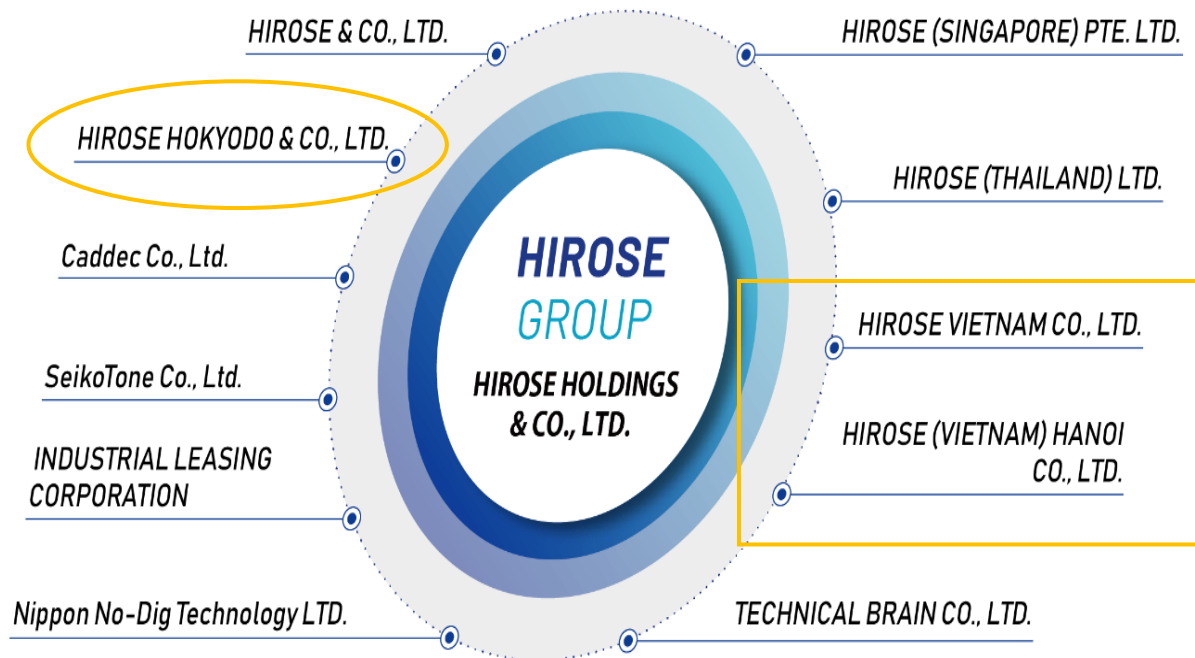 HIROSE & CO., LTD.
HIROSE HOKYODO & CO., LTD.
Caddec Co., Ltd.
SeikoTone Co., Ltd.
INDUSTRIAL LEASING
CORPORATION
Nippon No-Dig Technology LTD.
HIROSE
GROUP
HIROSE HOLDINGS
& CO., LTD.
HIROSE (SINGAPORE) PTE. LTD.
HIROSE (THAILAND) LTD.
HIROSE VIETNAM CO., LTD.
HIROSE (VIETNAM) HANOI
CO., LTD.
TECHNICAL BRAIN CO., LTD.